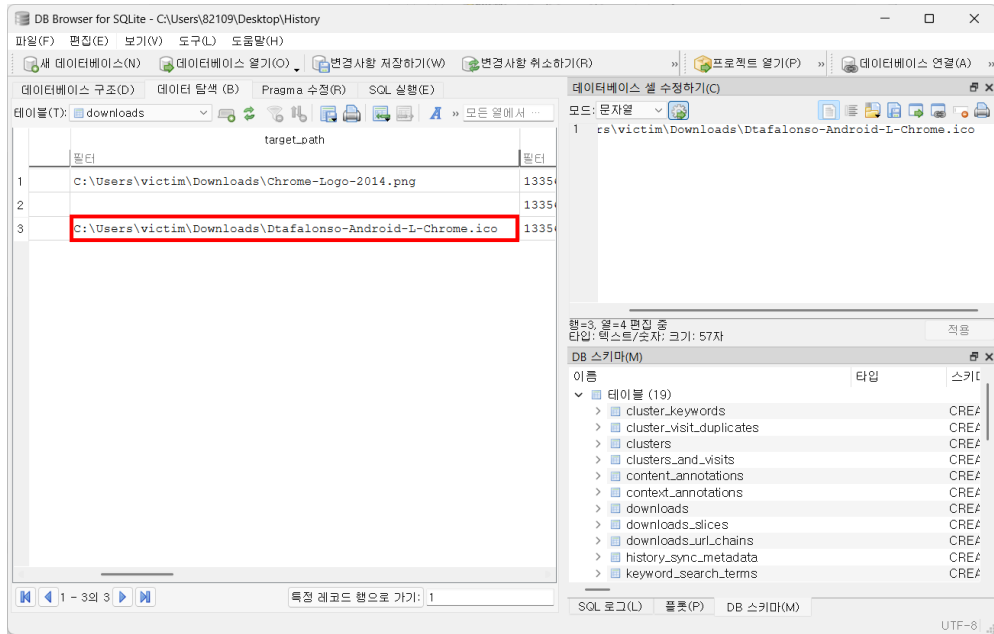 DB Browser for SQLite - C:\Users\82109\Desktop\History
파일(F) 편집(E) 보기(V) 도구(L) 도움말(H)
새 데이터베이스(N) 데이터베이스 열기(O) 변경사항 저장하기(W) 변경사항 취소하기(R) » 프로젝트 열기(P) » 데이터베이스 연결(A) »
데이터베이스 구조(D) 데이터 탐색 (B) Pragma 수정(R) SQL 실행(E)
테이블(T): downloads A » 모든 열에서 ...
target_path
필터 필터
1 C:\Users\victim\Downloads\Chrome-Logo-2014.png 1335
2 1335
3 C:\Users\victim\Downloads\Dtafalonso-Android-L-Chrome.ico 1335
1 - 3의 3 특정 레코드 행으로 가기: 1
데이터베이스 셀 수정하기(C)
모드: 문자열
1 rs\victim\Downloads\Dtafalonso-Android-L-Chrome.ico
행=3, 열=4 편집 중
타입: 텍스트/숫자; 크기: 57자
적용
DB 스키마(M)
이름 타입 스키
테이블 (19)
cluster_keywords CREA
cluster_visit_duplicates CREA
clusters CREA
clusters_and_visits CREA
content_annotations CREA
context_annotations CREA
downloads CREA
downloads_slices CREA
downloads_url_chains CREA
history_sync_metadata CREA
keyword_search_terms CREA
SQL 로그(L) 플롯(P) DB 스키마(M)
UTF-8